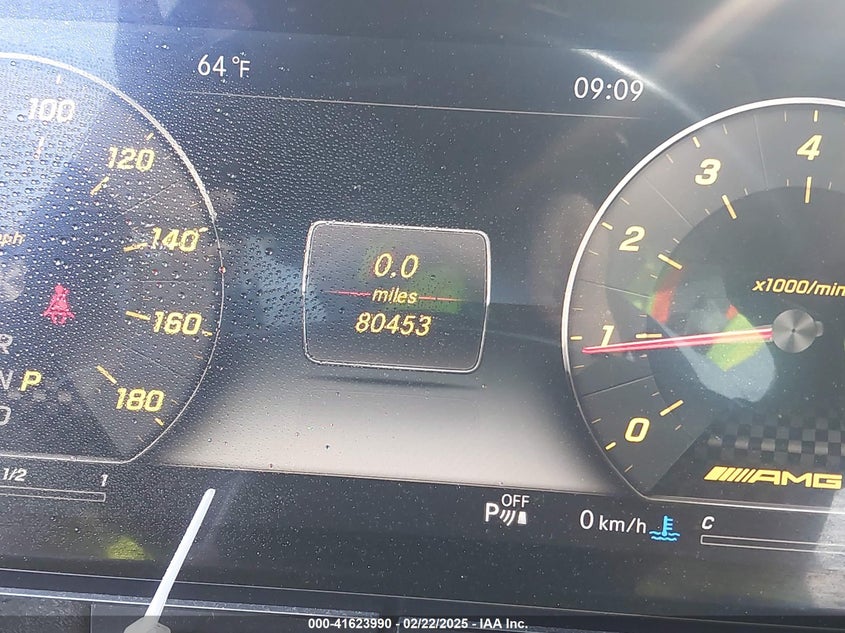 64 °F
09:09
100
120
140
mph
160
180
R
N P
D
1/2 1
0.0
miles
80453
4
3
2
1
0
x1000/min
AMG
P OFF
0 km/h
C
000-41623990 - 02/22/2025 - IAA Inc.